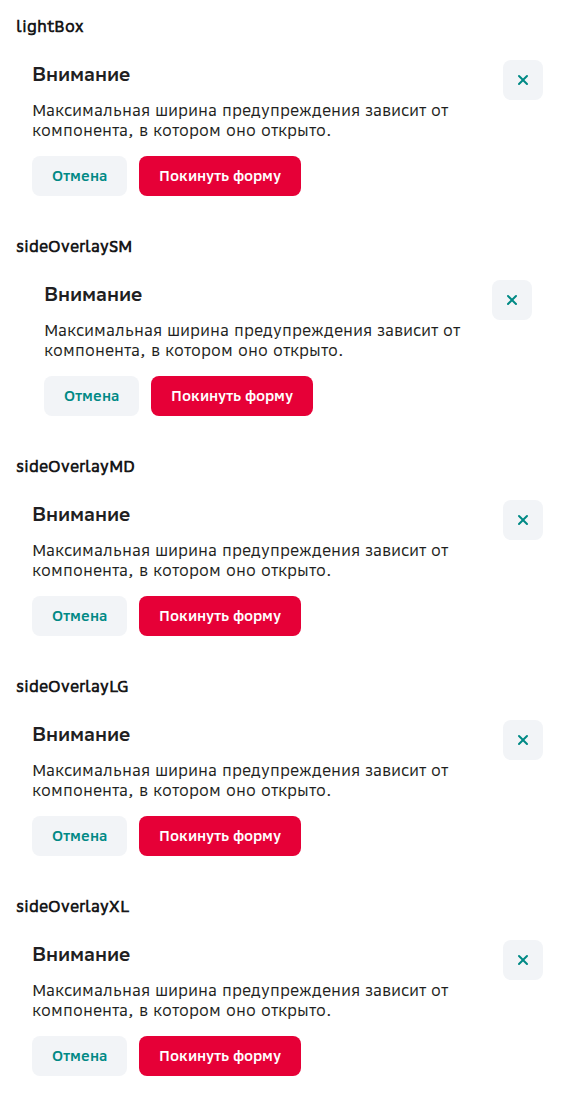 lightBox
Внимание
Максимальная ширина предупреждения зависит от
компонента, в котором оно открыто.
Отмена Покинуть форму
sideOverlaySM
Внимание
Максимальная ширина предупреждения зависит от
компонента, в котором оно открыто.
Отмена Покинуть форму
sideOverlayMD
Внимание
Максимальная ширина предупреждения зависит от
компонента, в котором оно открыто.
Отмена Покинуть форму
sideOverlayLG
Внимание
Максимальная ширина предупреждения зависит от
компонента, в котором оно открыто.
Отмена Покинуть форму
sideOverlayXL
Внимание
Максимальная ширина предупреждения зависит от
компонента, в котором оно открыто.
Отмена Покинуть форму